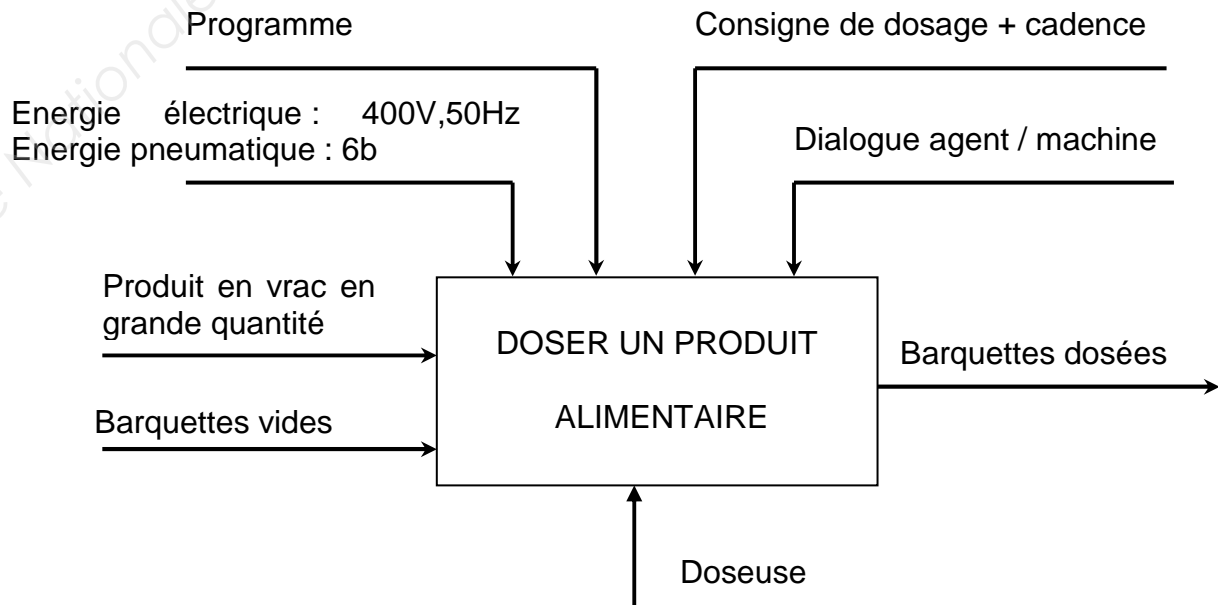 Programme
Consigne de dosage + cadence
Energie électrique : 400V,50Hz
Energie pneumatique : 6b
Dialogue agent / machine
Produit en vrac en
grande quantité
DOSER UN PRODUIT
ALIMENTAIRE
Barquettes dosées
Barquettes vides
Doseuse
Nationale